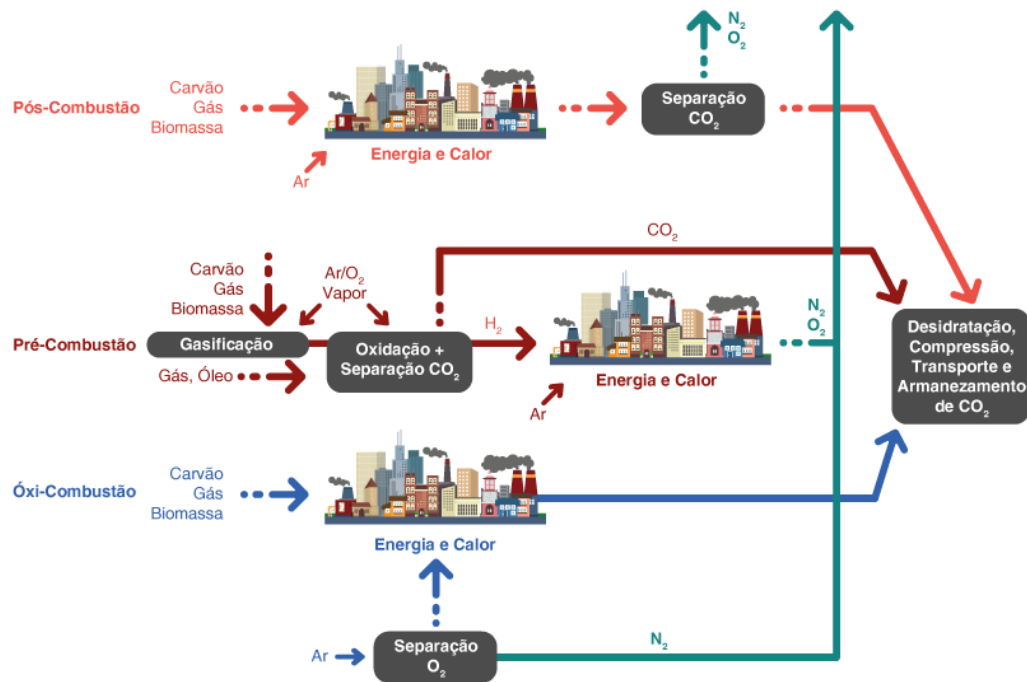 N₂
O₂
Carvão
Gás
Biomassa
Pós-Combustão
Separação
CO₂
Energia e Calor
Ar
CO₂
Carvão
Gás
Biomassa
Ar/O₂
Vapor
N₂
O₂
H₂
Pré-Combustão
Gasificação
Oxidação +
Separação CO₂
Gás, Óleo
Energia e Calor
Ar
Desidratação,
Compressão,
Transporte e
Armanezamento
de CO₂
Carvão
Gás
Biomassa
Óxi-Combustão
Energia e Calor
Ar
Separação
O₂
N₂